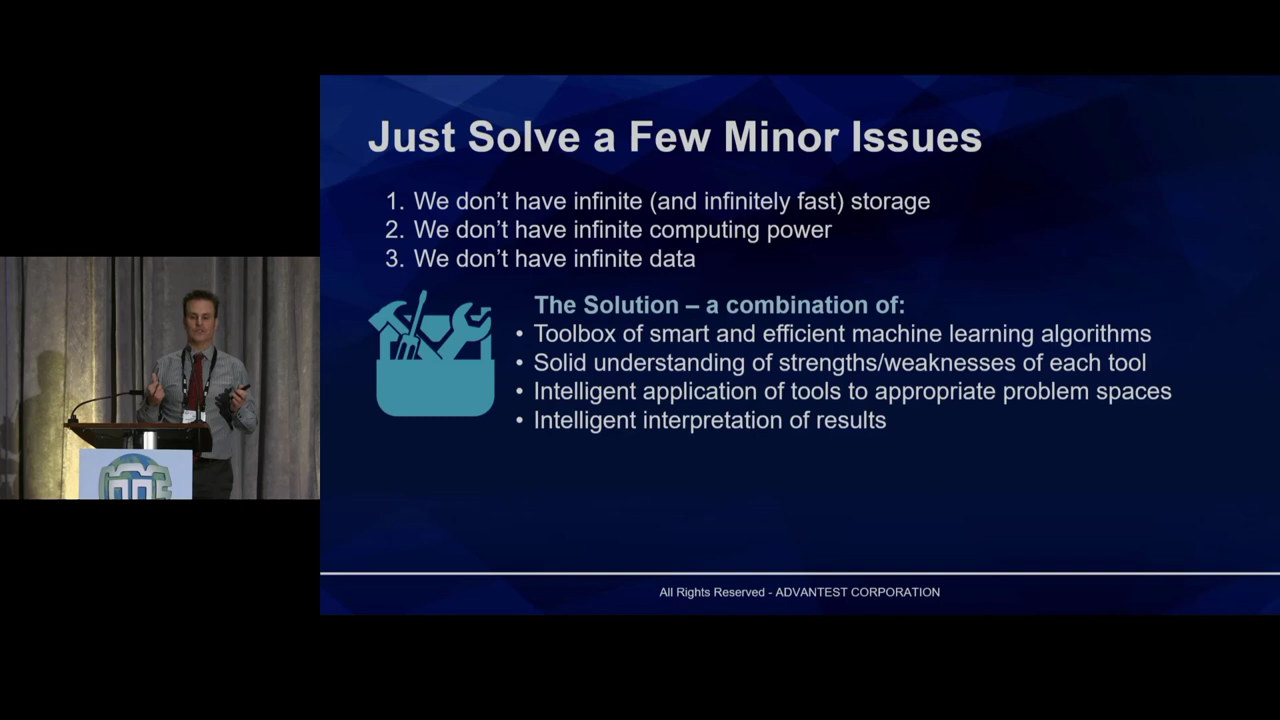 Just Solve a Few Minor Issues
1. We don’t have infinite (and infinitely fast) storage
2. We don’t have infinite computing power
3. We don’t have infinite data
The Solution – a combination of:
• Toolbox of smart and efficient machine learning algorithms
• Solid understanding of strengths/weaknesses of each tool
• Intelligent application of tools to appropriate problem spaces
• Intelligent interpretation of results
All Rights Reserved - ADVANTEST CORPORATION